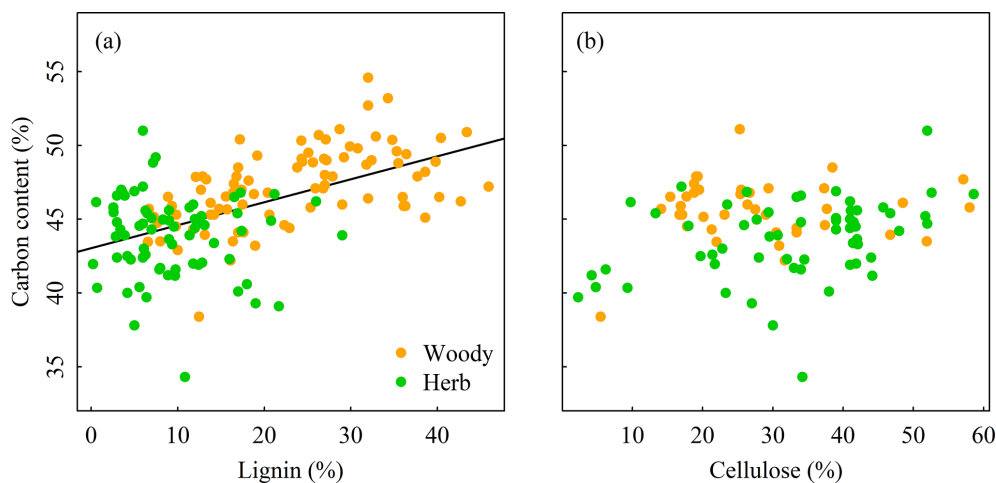 (a)
(b)
Carbon content (%)
55
50
45
40
35
Woody
Herb
0 10 20 30 40
10 20 30 40 50 60
Lignin (%)
Cellulose (%)